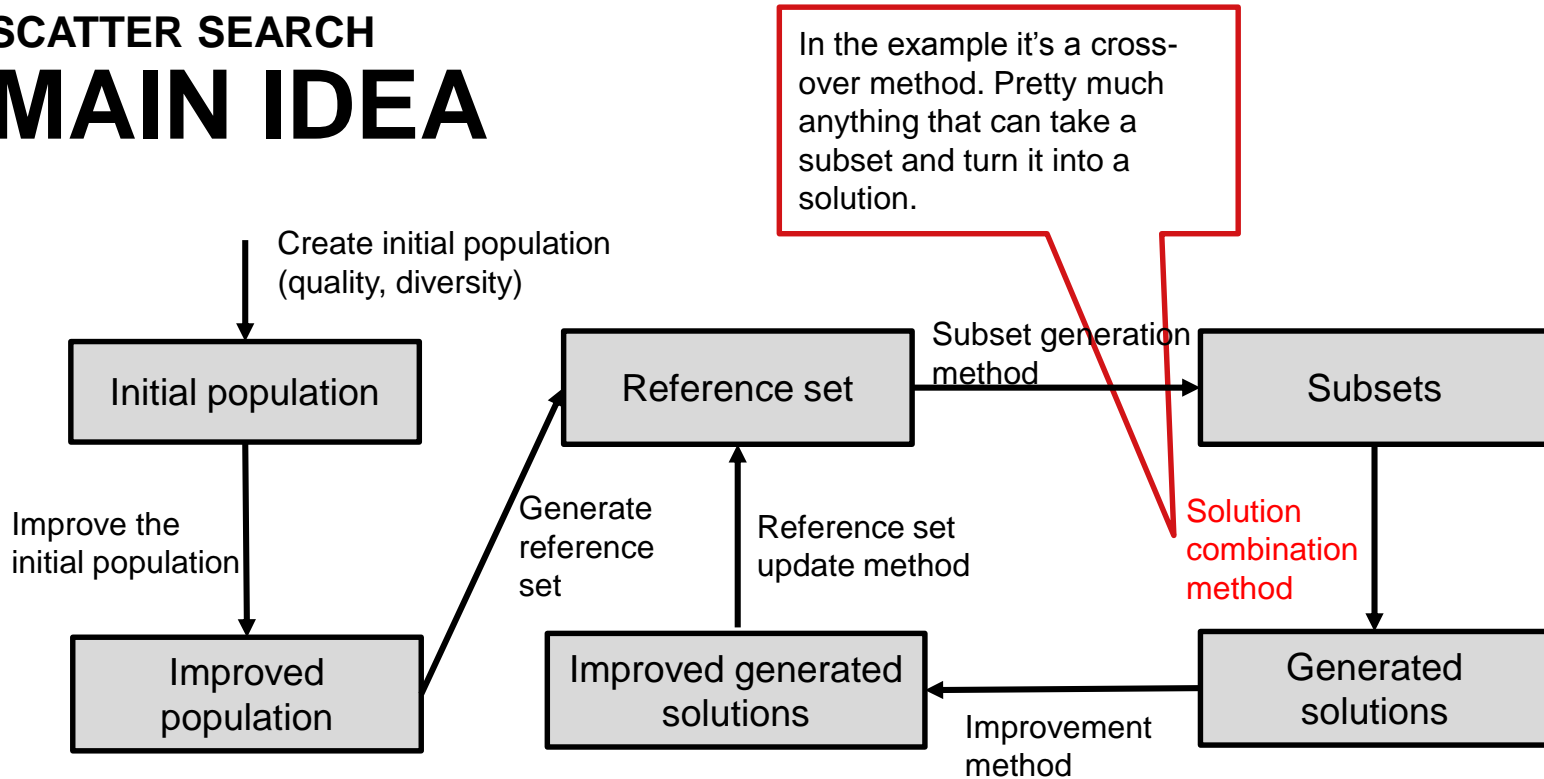 SCATTER SEARCH
MAIN IDEA
In the example it's a cross-
over method. Pretty much
anything that can take a
subset and turn it into a
solution.
Create initial population
(quality, diversity)
Initial population
Reference set
Subset generation
method
Subsets
Improve the
initial population
Generate
reference
set
Reference set
update method
Solution
combination
method
Improved
population
Improved generated
solutions
Improvement
method
Generated
solutions